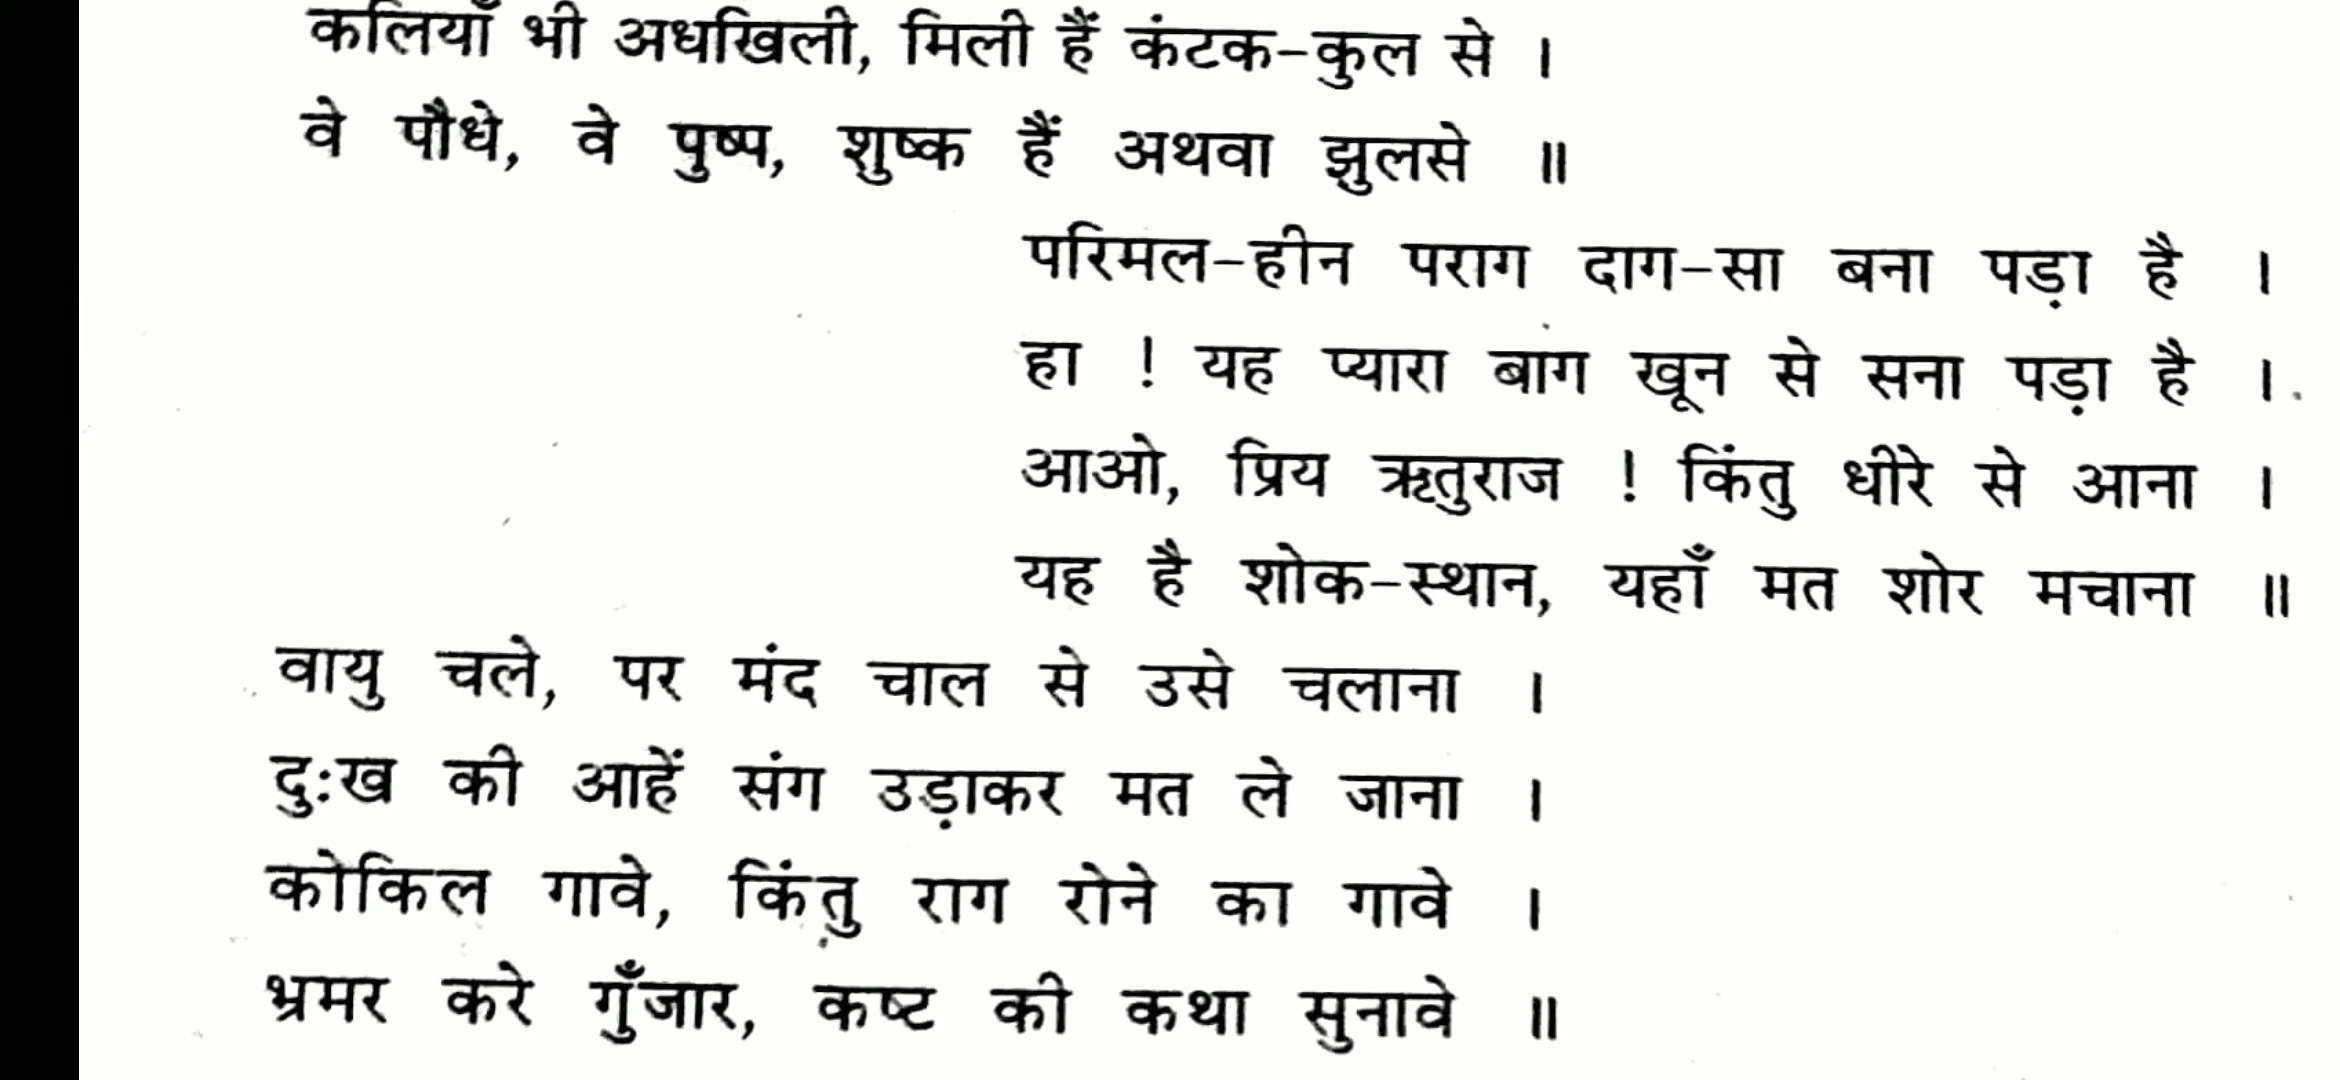 कलियाँ भी अधखिली, मिली हैं कंटक-कुल से ।
वे पौधे, वे पुष्प, शुष्क हैं अथवा झुलसे ॥
परिमल-हीन पराग दाग-सा बना पड़ा है ।
हा ! यह प्यारा बाग खून से सना पड़ा है ।
आओ, प्रिय ऋतुराज ! किंतु धीरे से आना ।
यह है शोक-स्थान, यहाँ मत शोर मचाना ॥
वायु चले, पर मंद चाल से उसे चलाना ।
दुःख की आहें संग उड़ाकर मत ले जाना ।
कोकिल गावे, किंतु राग रोने का गावे ।
भ्रमर करे गुँजार, कष्ट की कथा सुनावे ॥